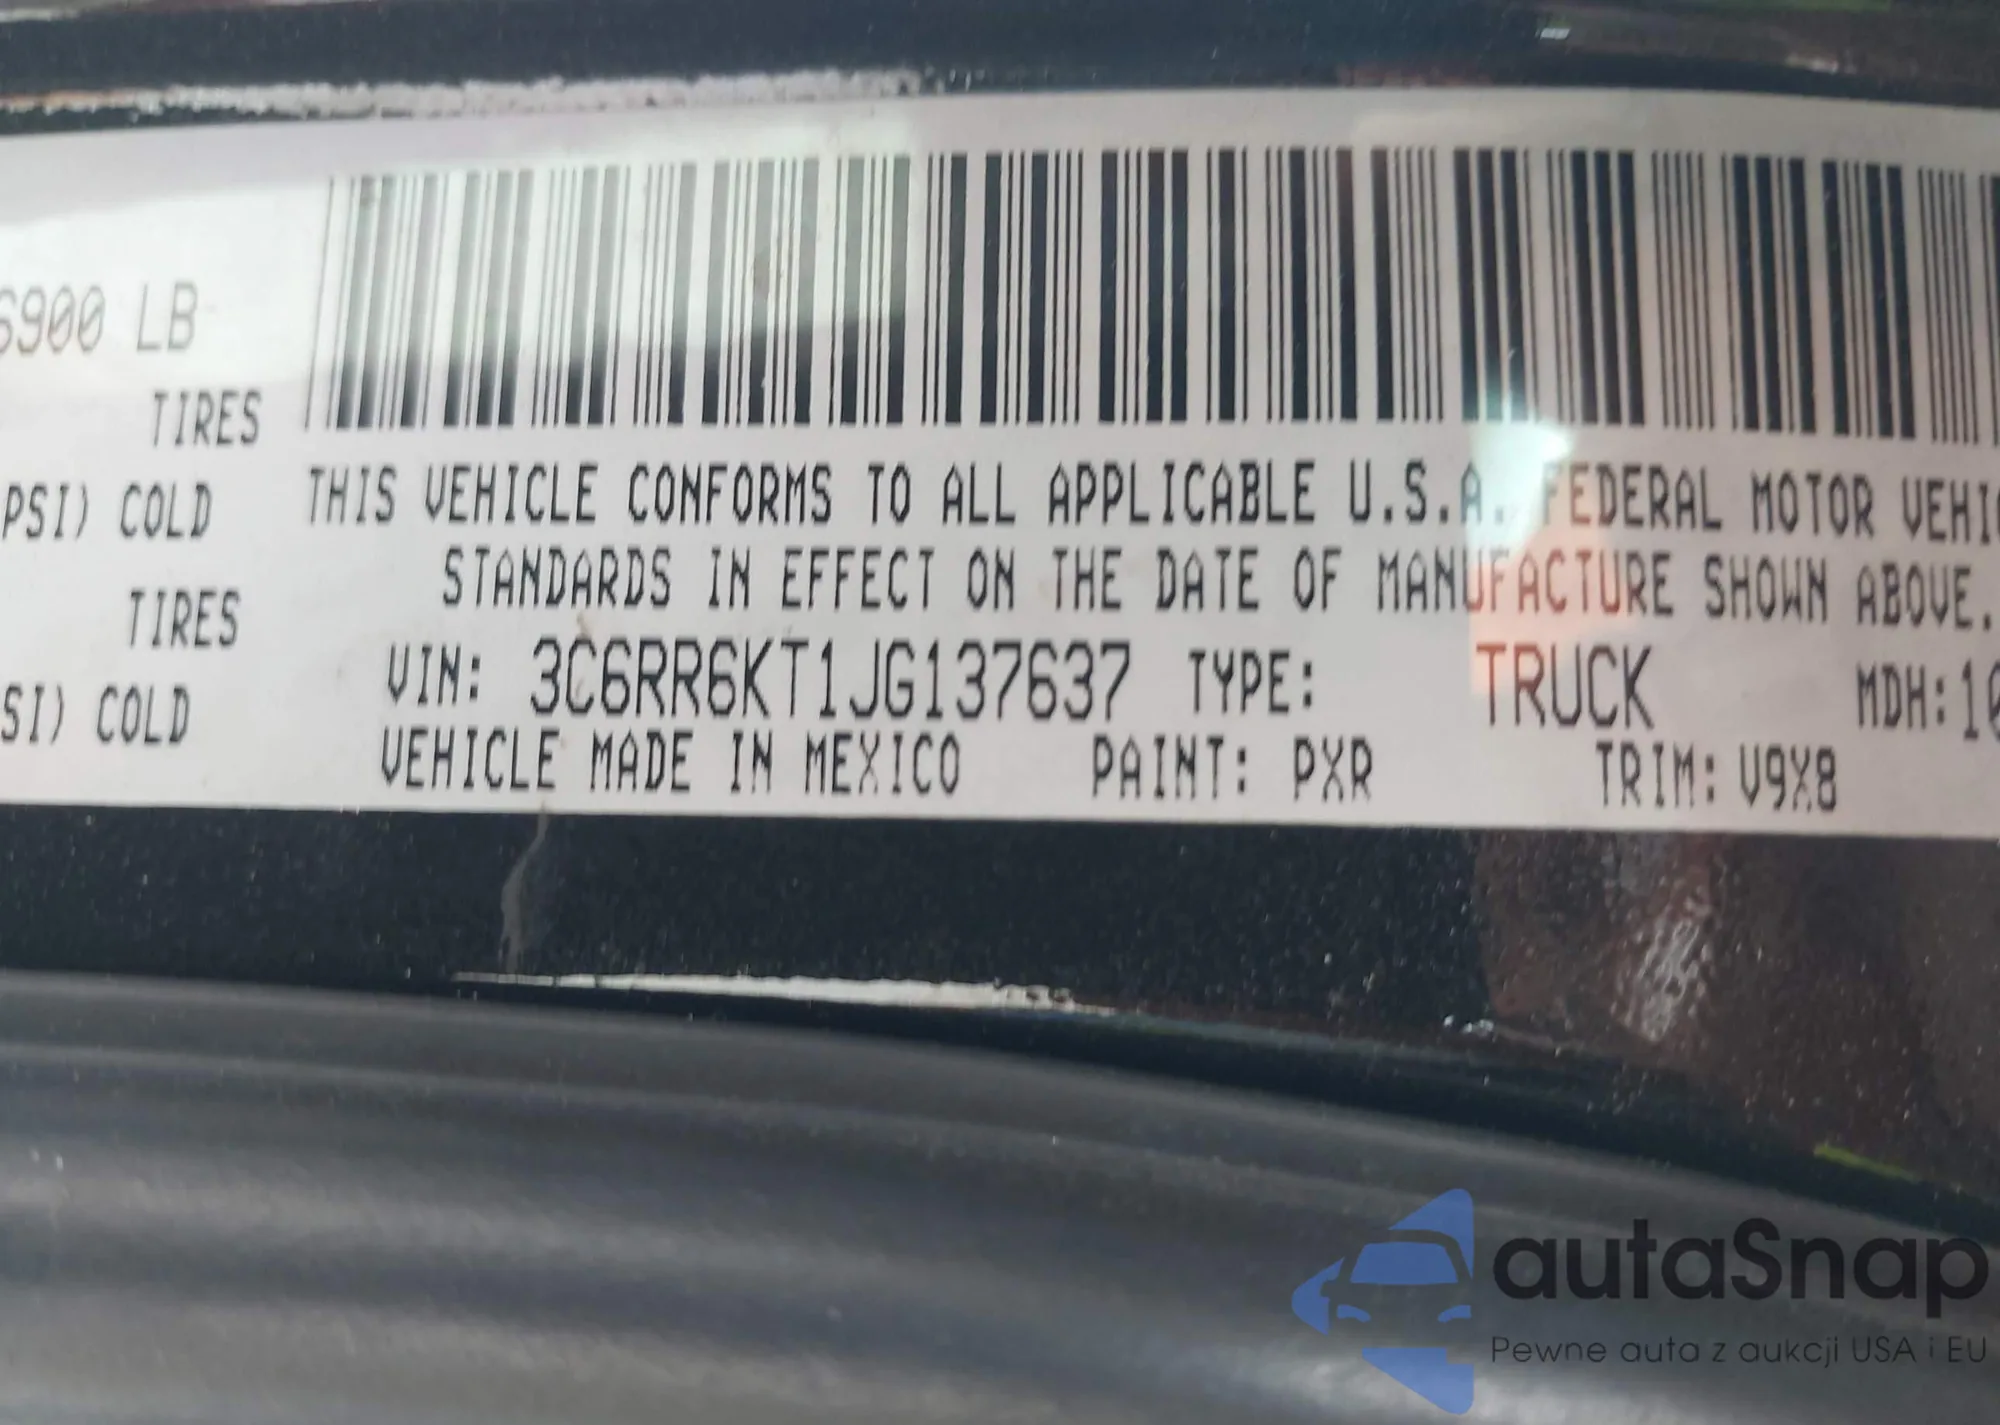 6900 LB
TIRES
PSI) COLD
TIRES
SI) COLD
THIS VEHICLE CONFORMS TO ALL APPLICABLE U.S.A. FEDERAL MOTOR
STANDARDS IN EFFECT ON THE DATE OF MANUFACTURE SHOWN ABOVE.
VIN: 3C6RR6KT1JG137637 TYPE: TRUCK MDH:
VEHICLE MADE IN MEXICO PAINT: PXR TRIM: V9X8
autaSnap
Pewne auta z aukcji USA i EU